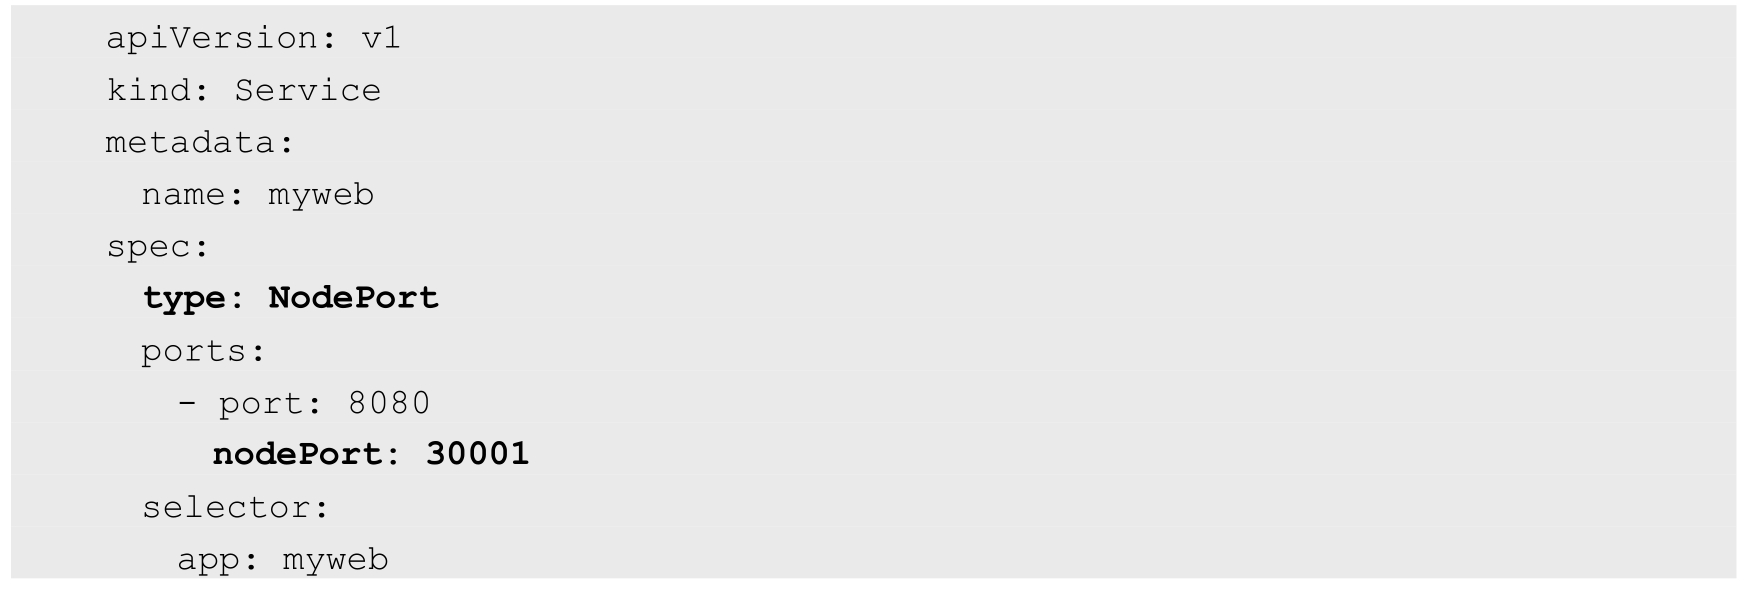 apiVersion: v1
kind: Service
metadata:
  name: myweb
spec:
  type: NodePort
  ports:
    - port: 8080
      nodePort: 30001
  selector:
    app: myweb